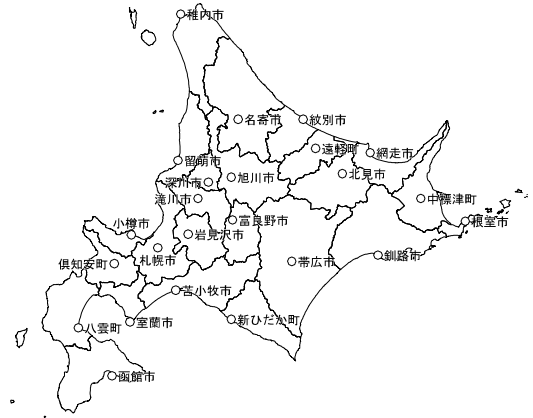 稚内市
名寄市
紋別市
遠軽町
網走市
留萌市
深川市
旭川市
北見市
滝川市
中標津町
小樽市
富良野市
根室市
岩見沢市
札幌市
釧路市
倶知安町
帯広市
苫小牧市
室蘭市
新ひだか町
八雲町
函館市